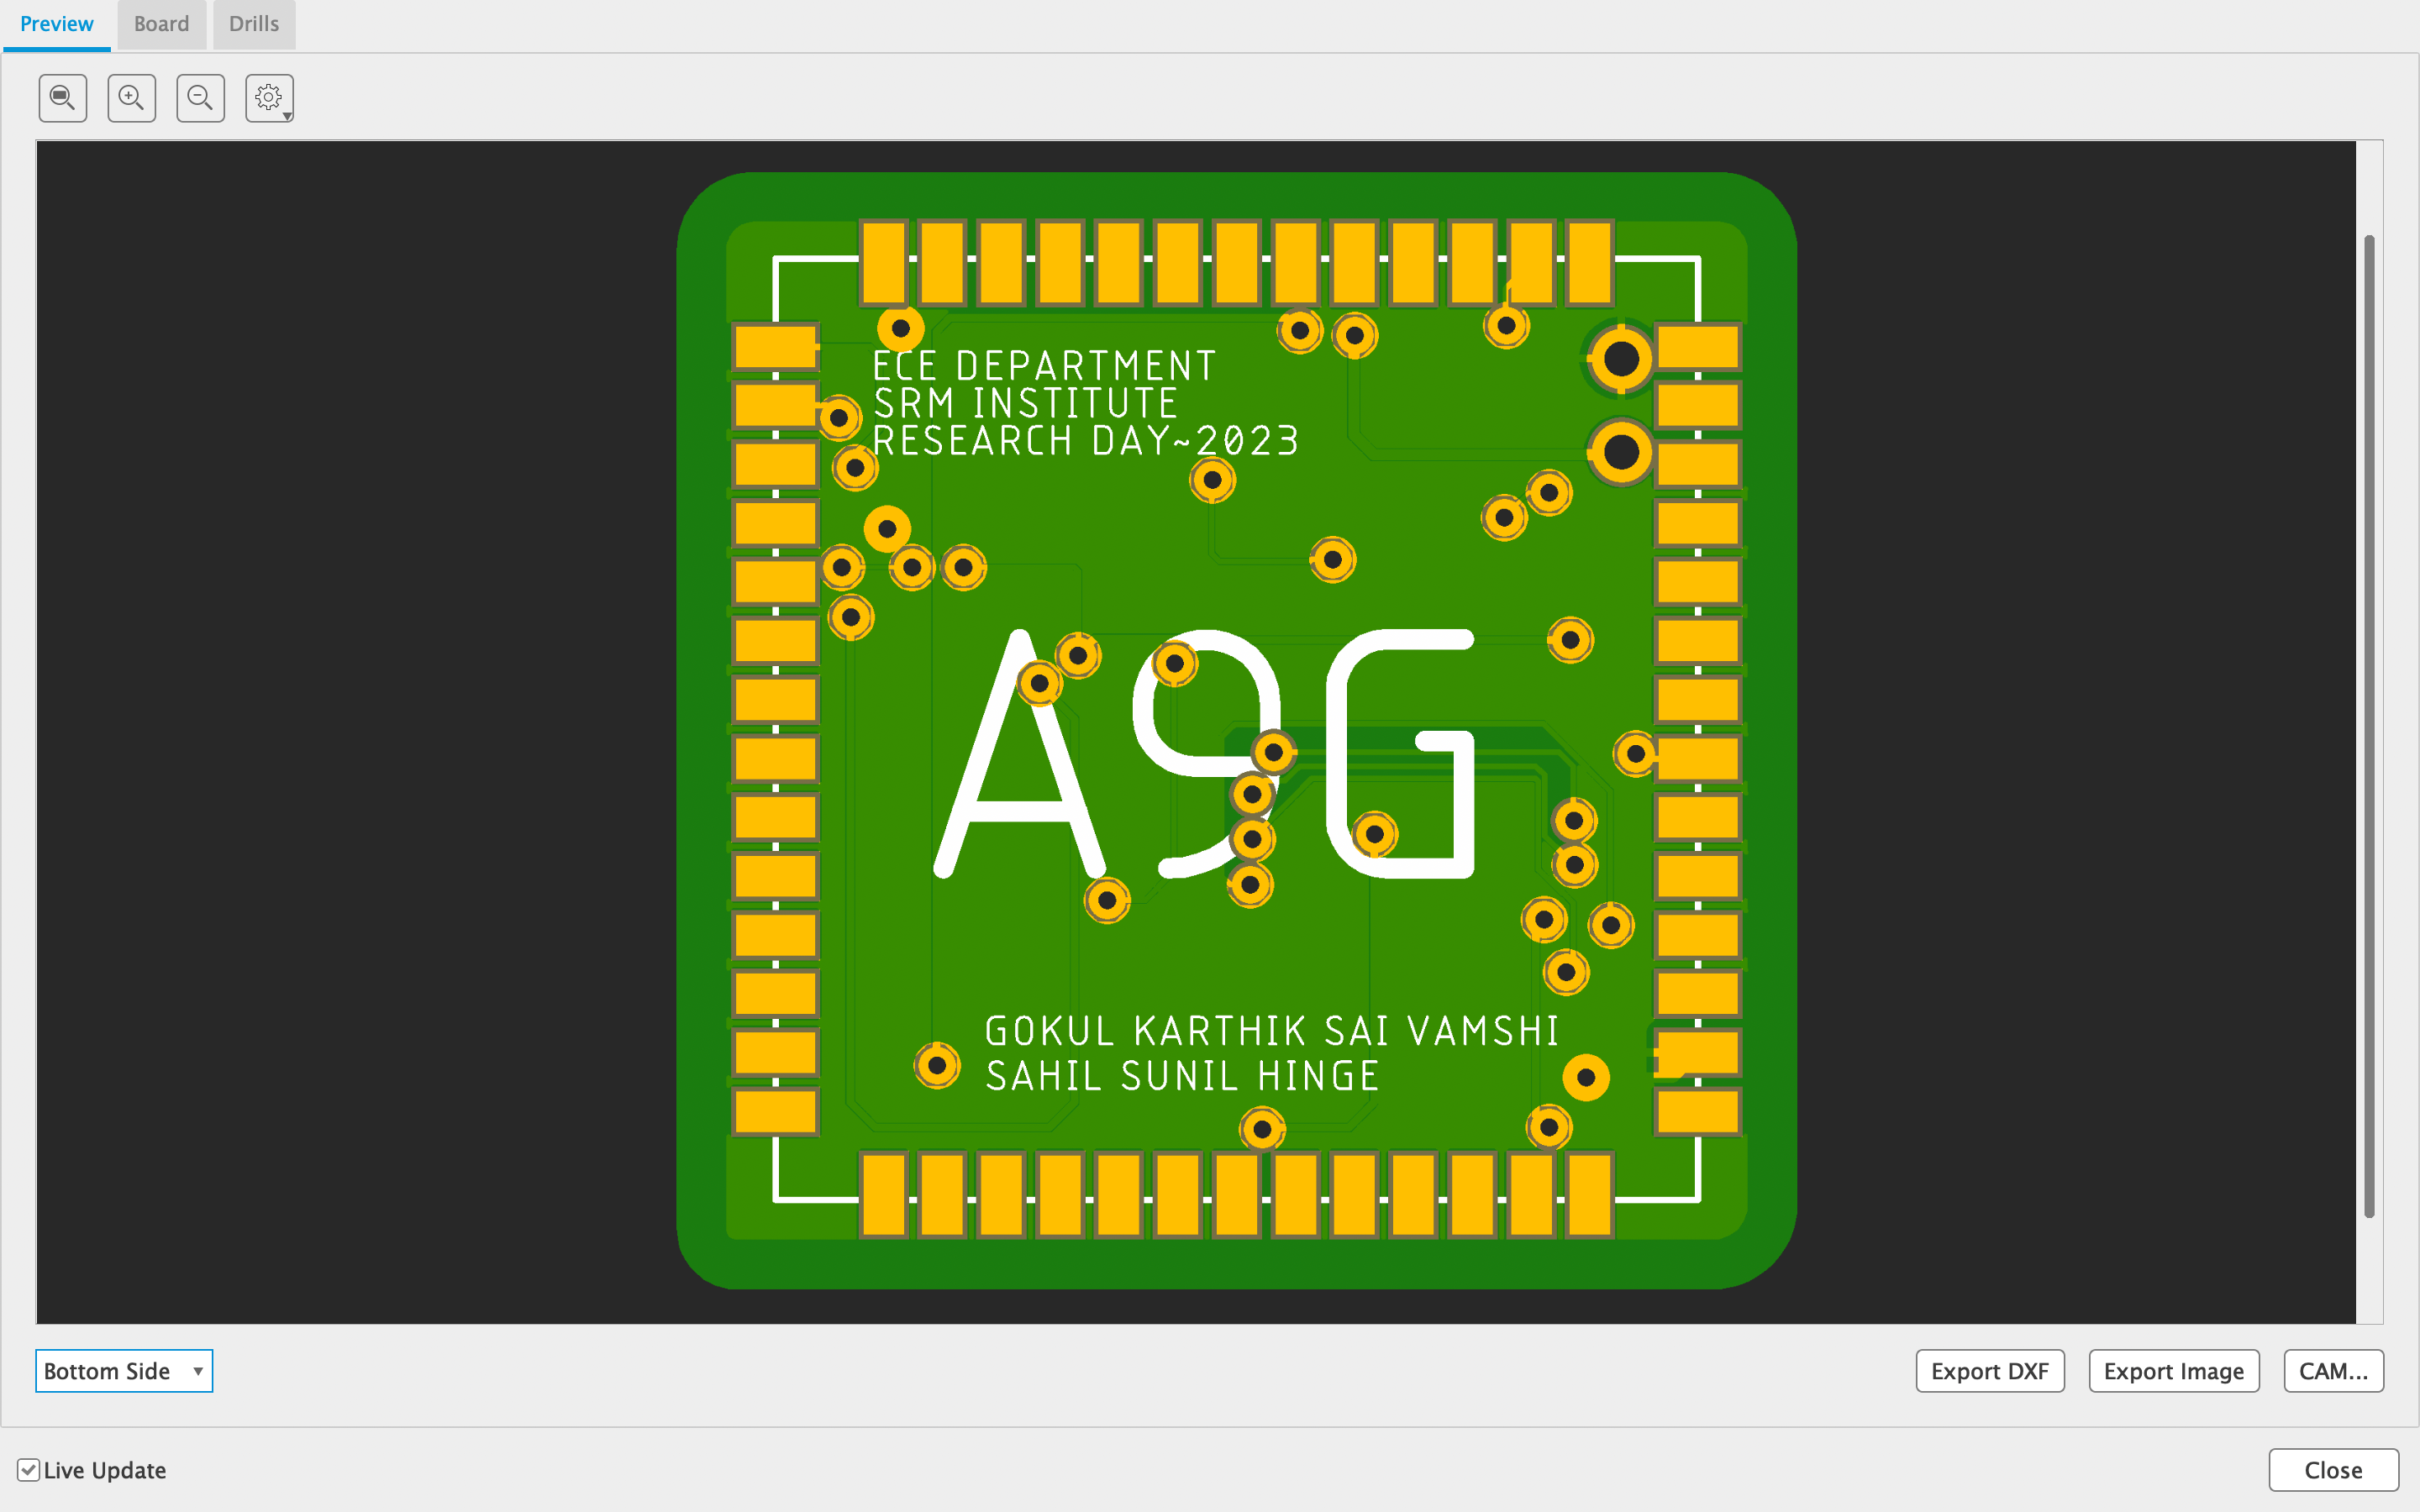 Preview Board Drills
ECE DEPARTMENT
SRM INSTITUTE
RESEARCH DAY~2023
A9G
GOKUL KARTHIK SAI VAMSHI
SAHIL SUNIL HINGE
Bottom Side Export DXF Export Image CAM...
Live Update Close